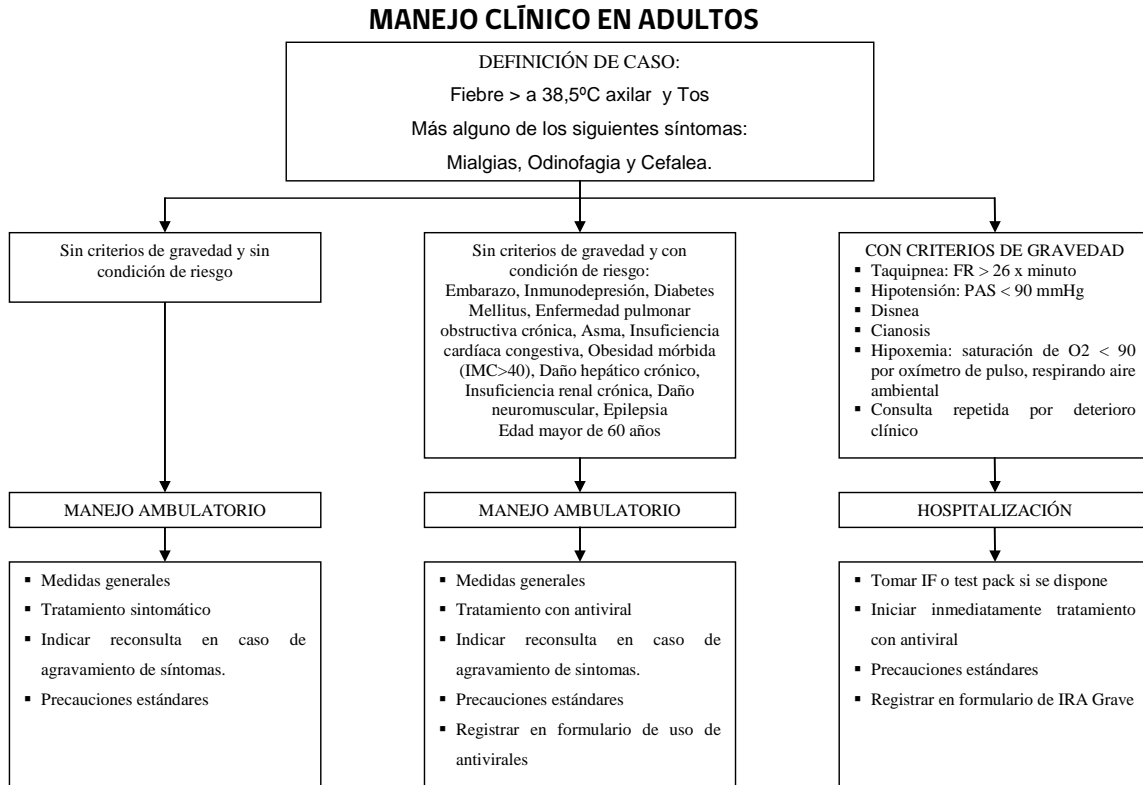 MANEJO CLÍNICO EN ADULTOS
DEFINICIÓN DE CASO:
Fiebre > a 38,5ºC axilar y Tos
Más alguno de los siguientes síntomas:
Mialgias, Odinofagia y Cefalea.
Sin criterios de gravedad y sin
condición de riesgo
Sin criterios de gravedad y con
condición de riesgo:
Embarazo, Inmunodepresión, Diabetes
Mellitus, Enfermedad pulmonar
obstructiva crónica, Asma, Insuficiencia
cardíaca congestiva, Obesidad mórbida
(IMC>40), Daño hepático crónico,
Insuficiencia renal crónica, Daño
neuromuscular, Epilepsia
Edad mayor de 60 años
CON CRITERIOS DE GRAVEDAD
▪ Taquipnea: FR > 26 x minuto
▪ Hipotensión: PAS < 90 mmHg
▪ Disnea
▪ Cianosis
▪ Hipoxemia: saturación de O2 < 90
por oxímetro de pulso, respirando aire
ambiental
▪ Consulta repetida por deterioro
clínico
MANEJO AMBULATORIO
MANEJO AMBULATORIO
HOSPITALIZACIÓN
▪ Medidas generales
▪ Tratamiento sintomático
▪ Indicar reconsulta en caso de
agravamiento de síntomas.
▪ Precauciones estándares
▪ Medidas generales
▪ Tratamiento con antiviral
▪ Indicar reconsulta en caso de
agravamiento de sintomas.
▪ Precauciones estándares
▪ Registrar en formulario de uso de
antivirales
▪ Tomar IF o test pack si se dispone
▪ Iniciar inmediatamente tratamiento
con antiviral
▪ Precauciones estándares
▪ Registrar en formulario de IRA Grave